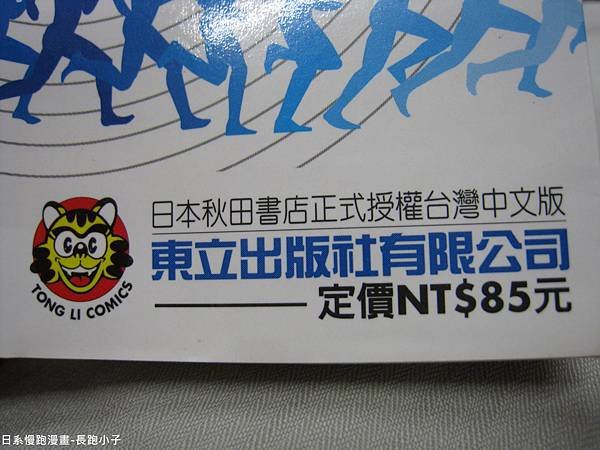 日本秋田書店正式授權台灣中文版
東立出版社有限公司
定價NT$85元
TONG LI COMICS
日系慢跑漫畫-長跑小子